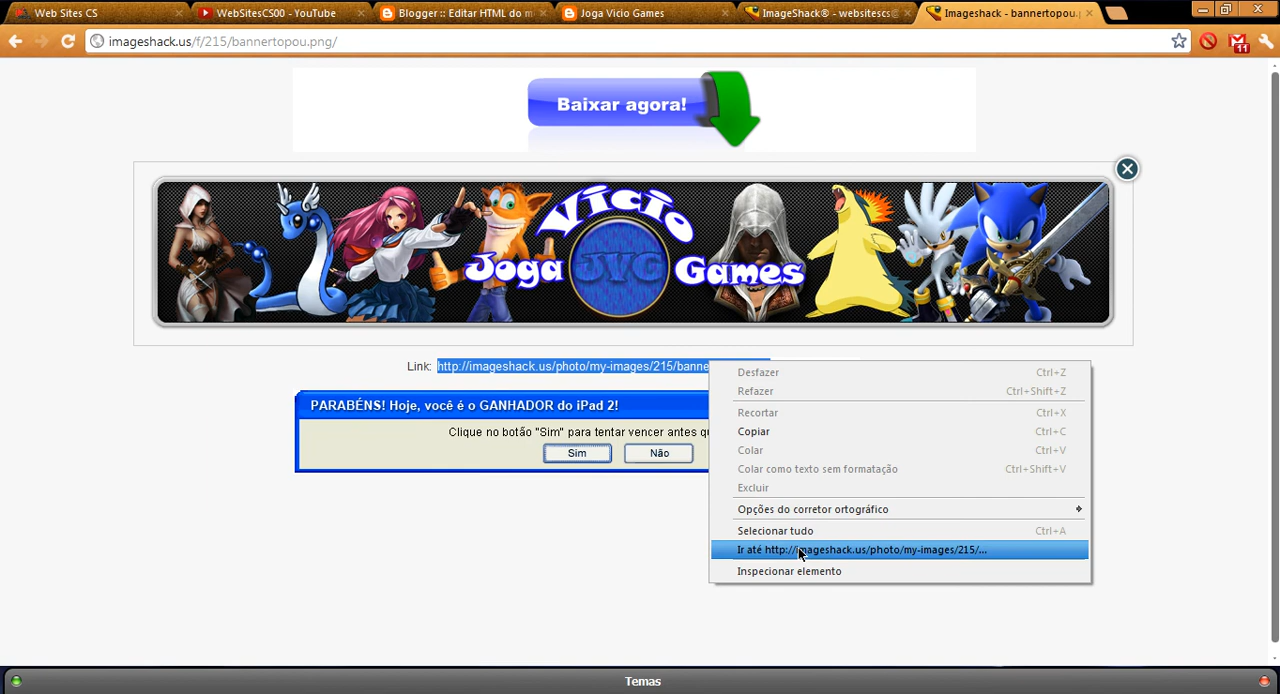 Web Sites CS
WebSitesCS00 - YouTube
Blogger :: Editar HTML do m
Joga Vicio Games
ImageShack® - websitescs@
Imageshack - bannertopou.p
imageshack.us/f/215/bannertopou.png/
11
Baixar agora!
Vicio
Joga JVG Games
Link: http://imageshack.us/photo/my-images/215/banne
PARABÉNS! Hoje, você é o GANHADOR do iPad 2!
Clique no botão "Sim" para tentar vencer antes qu
Sim
Não
Desfazer Ctrl+Z
Refazer Ctrl+Shift+Z
Recortar Ctrl+X
Copiar Ctrl+C
Colar Ctrl+V
Colar como texto sem formatação Ctrl+Shift+V
Excluir
Opções do corretor ortográfico
Selecionar tudo Ctrl+A
Ir até http://imageshack.us/photo/my-images/215/...
Inspecionar elemento
Temas